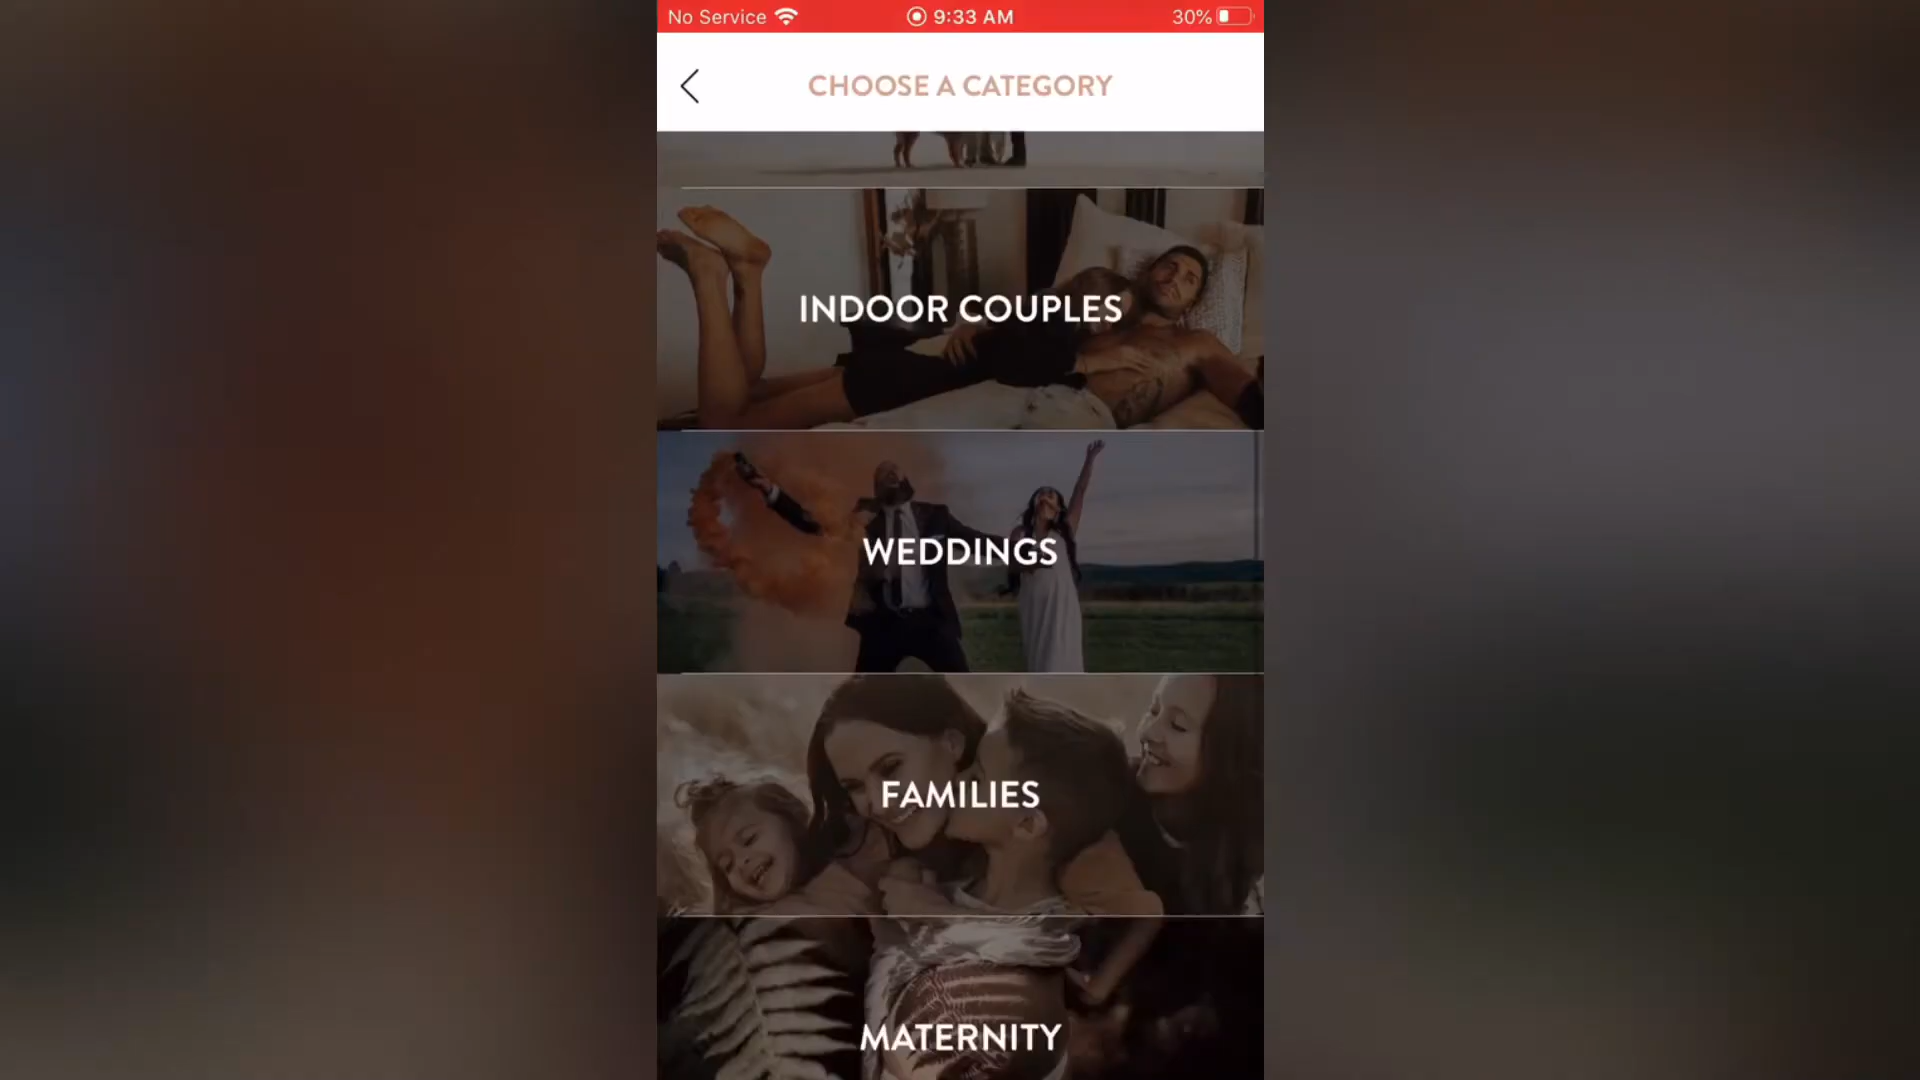 No Service 9:33 AM 30%
CHOOSE A CATEGORY
INDOOR COUPLES
WEDDINGS
FAMILIES
MATERNITY